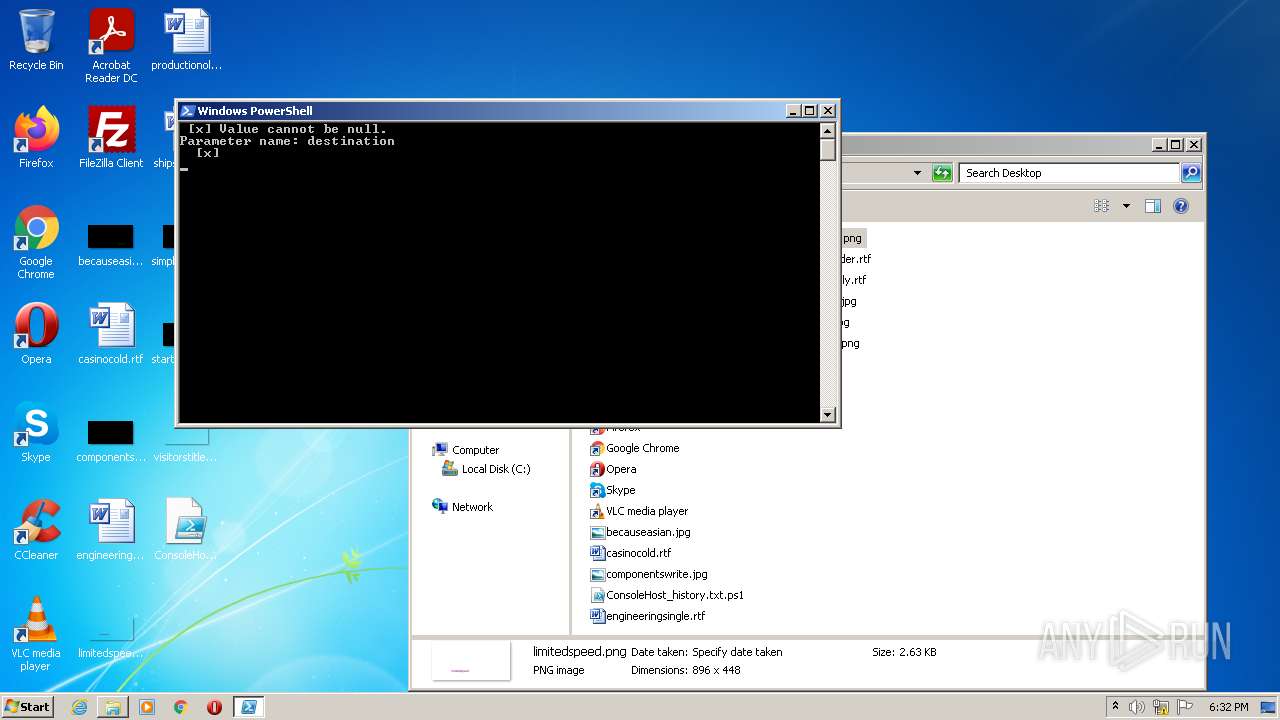 Recycle Bin
Acrobat
Reader DC
productionol...
Firefox
FileZilla Client
ships
Google
Chrome
becauseasi...
simpl
Opera
casinocold.rtf
start
Skype
components...
visitorstitle...
CCleaner
engineering...
ConsoleHo...
VLC media
player
limitedspee...
Windows PowerShell
[x] Value cannot be null.
Parameter name: destination
[x]
Search Desktop
png
der.rtf
ly.rtf
jpg
ng
png
Firefox
Google Chrome
Opera
Skype
VLC media player
becauseasian.jpg
casinocold.rtf
componentswrite.jpg
ConsoleHost_history.txt.ps1
engineeringsingle.rtf
Computer
Local Disk (C:)
Network
limitedspeed.png Date taken: Specify date taken Size: 2.63 KB
PNG image Dimensions: 896 x 448
ANY RUN
Start
6:32 PM